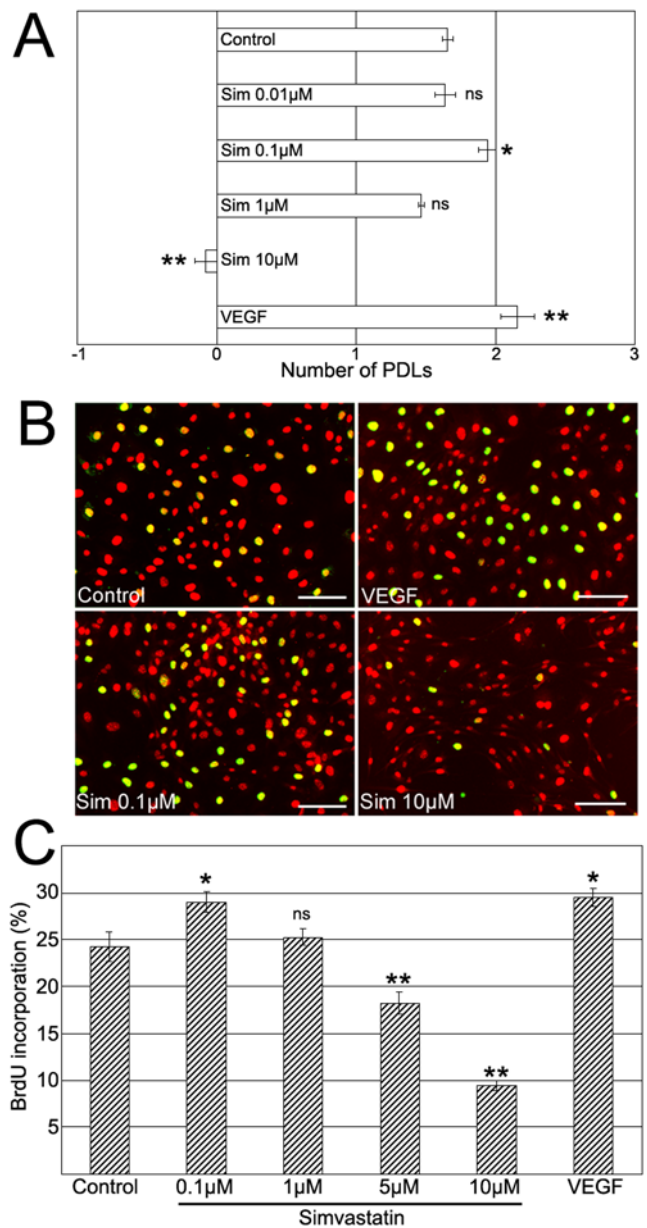 A
Control
Sim 0.01µM ns
Sim 0.1µM *
Sim 1µM ns
** Sim 10µM
VEGF **
-1 0 1 2 3
Number of PDLs
B
Control VEGF
Sim 0.1µM Sim 10µM
C
BrdU incorporation (%)
30
25
20
15
10
5
* ns ** ** *
Control 0.1µM 1µM 5µM 10µM VEGF
Simvastatin